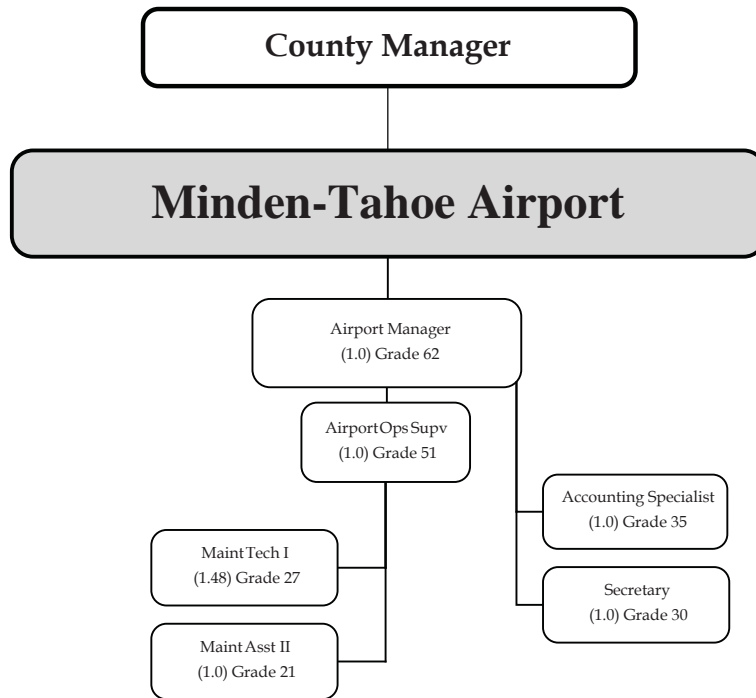 County Manager
Minden-Tahoe Airport
Airport Manager
(1.0) Grade 62
Airport Ops Supv
(1.0) Grade 51
Accounting Specialist
(1.0) Grade 35
Maint Tech I
(1.48) Grade 27
Secretary
(1.0) Grade 30
Maint Asst II
(1.0) Grade 21